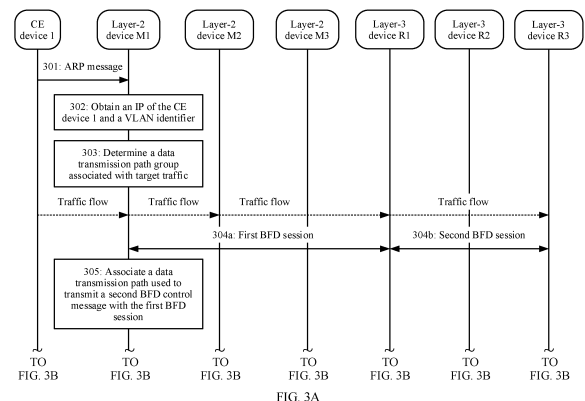 CE
device 1
Layer-2
device M1
Layer-2
device M2
Layer-2
device M3
Layer-3
device R1
Layer-3
device R2
Layer-3
device R3
301: ARP message
302: Obtain an IP of the CE
device 1 and a VLAN identifier
303: Determine a data
transmission path group
associated with target traffic
Traffic flow
Traffic flow
Traffic flow
Traffic flow
304a: First BFD session
304b: Second BFD session
305: Associate a data
transmission path used to
transmit a second BFD control
message with the first BFD
session
TO
FIG. 3B
TO
FIG. 3B
TO
FIG. 3B
TO
FIG. 3B
TO
FIG. 3B
TO
FIG. 3B
TO
FIG. 3B
FIG. 3A